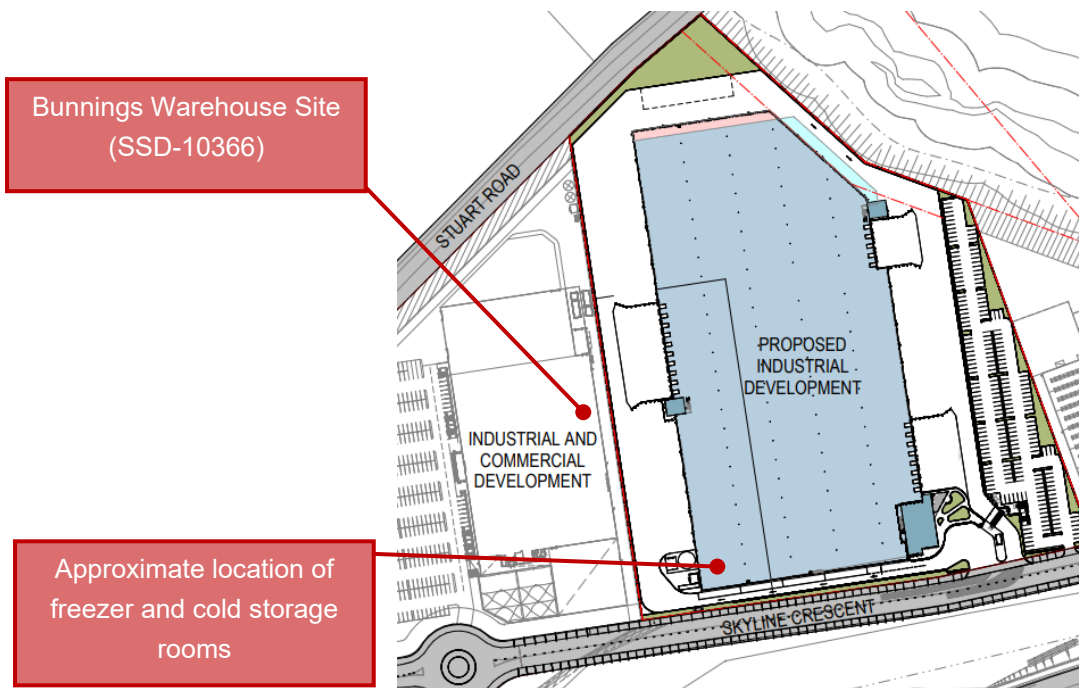 Bunnings Warehouse Site
(SSD-10366)
STUART ROAD
PROPOSED
INDUSTRIAL
DEVELOPMENT
INDUSTRIAL AND
COMMERCIAL
DEVELOPMENT
Approximate location of
freezer and cold storage
rooms
SKYLINE CRESCENT